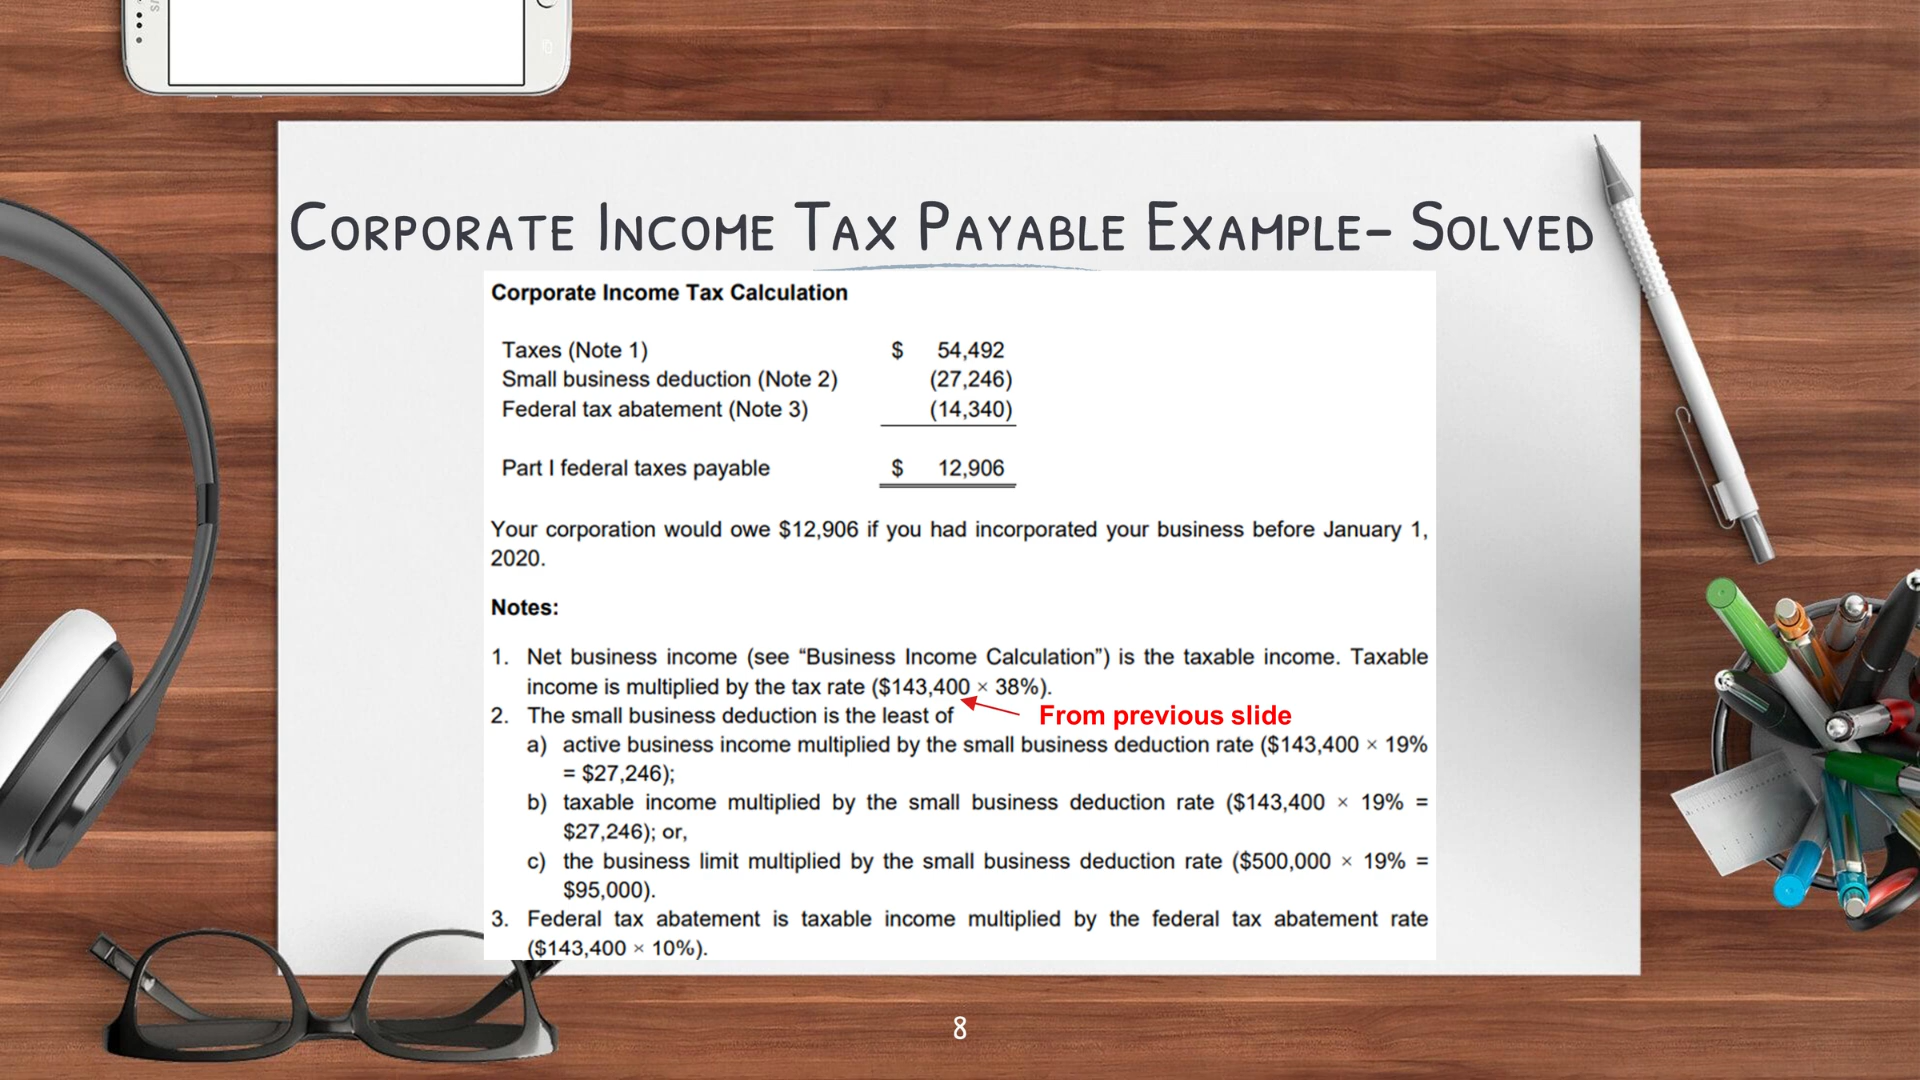 Corporate Income Tax Payable Example- Solved
Corporate Income Tax Calculation
Taxes (Note 1) $ 54,492
Small business deduction (Note 2) (27,246)
Federal tax abatement (Note 3) (14,340)
Part I federal taxes payable $ 12,906
Your corporation would owe $12,906 if you had incorporated your business before January 1,
2020.
Notes:
1. Net business income (see “Business Income Calculation”) is the taxable income. Taxable
income is multiplied by the tax rate ($143,400 × 38%).
2. The small business deduction is the least of
From previous slide
a) active business income multiplied by the small business deduction rate ($143,400 × 19%
= $27,246);
b) taxable income multiplied by the small business deduction rate ($143,400 × 19% =
$27,246); or,
c) the business limit multiplied by the small business deduction rate ($500,000 × 19% =
$95,000).
3. Federal tax abatement is taxable income multiplied by the federal tax abatement rate
($143,400 × 10%).
8